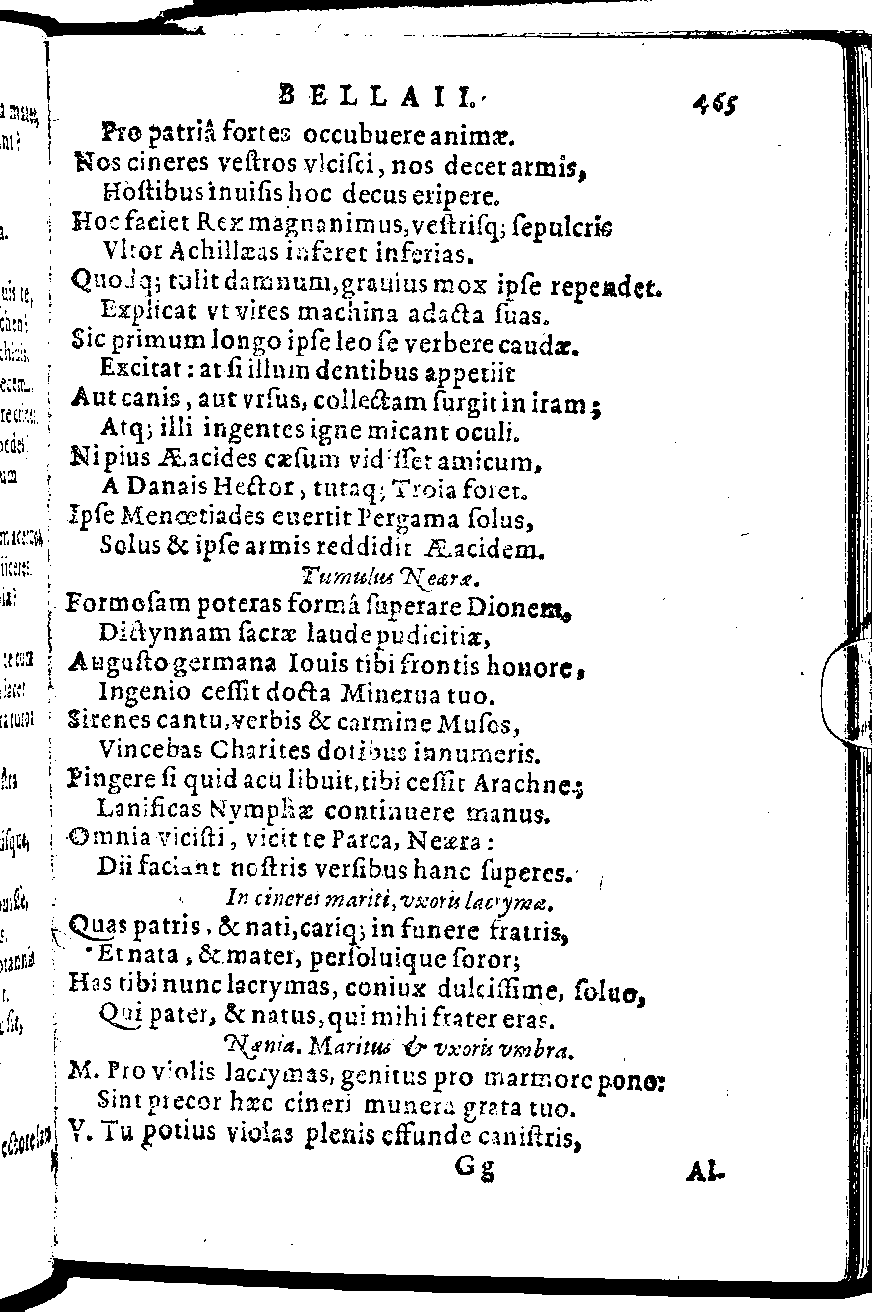 BELLAII. 465
Pro patriâ fortes occubuere animæ.
Nos cineres veſtros vlciſci, nos decet armis,
Hoſtibus inuiſis hoc decus eripere.
Hoc faciet Rex magnanimus, veſtriſq; ſepulcris
Vltor Achillæas inferet inferias.
Quodq; tulit damnum, grauius mox ipſe rependet.
Explicat vt vires machina adacta ſuas.
Sic primum longo ipſe leo ſe verbere caudæ.
Excitat: at ſi illum dentibus appetiit
Aut canis, aut vrſus, collectam ſurgit in iram;
Atq; illi ingentes igne micant oculi.
Ni pius Æacides cæſum vidiſſet amicum,
A Danais Hector, tutaq; Troia foret.
Ipſe Menœtiades euertit Pergama ſolus,
Solus & ipſe armis reddidit Æacidem.
Tumulus Neæræ.
Formoſam poteras formâ ſuperare Dionem,
Dictynnam ſacræ laude pudicitiæ,
Auguſto germana Iouis tibi frontis honore,
Ingenio ceſſit docta Minerua tuo.
Sirenes cantu, verbis & carmine Muſas,
Vincebas Charites dotibus innumeris.
Pingere ſi quid acu libuit, tibi ceſſit Arachne;
Lanificas Nymphæ continuere manus.
Omnia viciſti, vicit te Parca, Neæra:
Dii faciant noſtris verſibus hanc ſuperes.
In cineres mariti, vxoris lacrymæ.
Quas patris, & nati, cariq; in funere fratris,
Et nata, & mater, perſoluique ſoror;
Has tibi nunc lacrymas, coniux dulciſſime, ſoluo,
Qui pater, & natus, qui mihi frater eras.
Nænia. Maritus & vxoris vmbra.
M. Pro violis lacrymas, genitus pro marmore pono:
Sint precor hæc cineri munera grata tuo.
V. Tu potius violas plenis effunde caniſtris,
Gg Al-